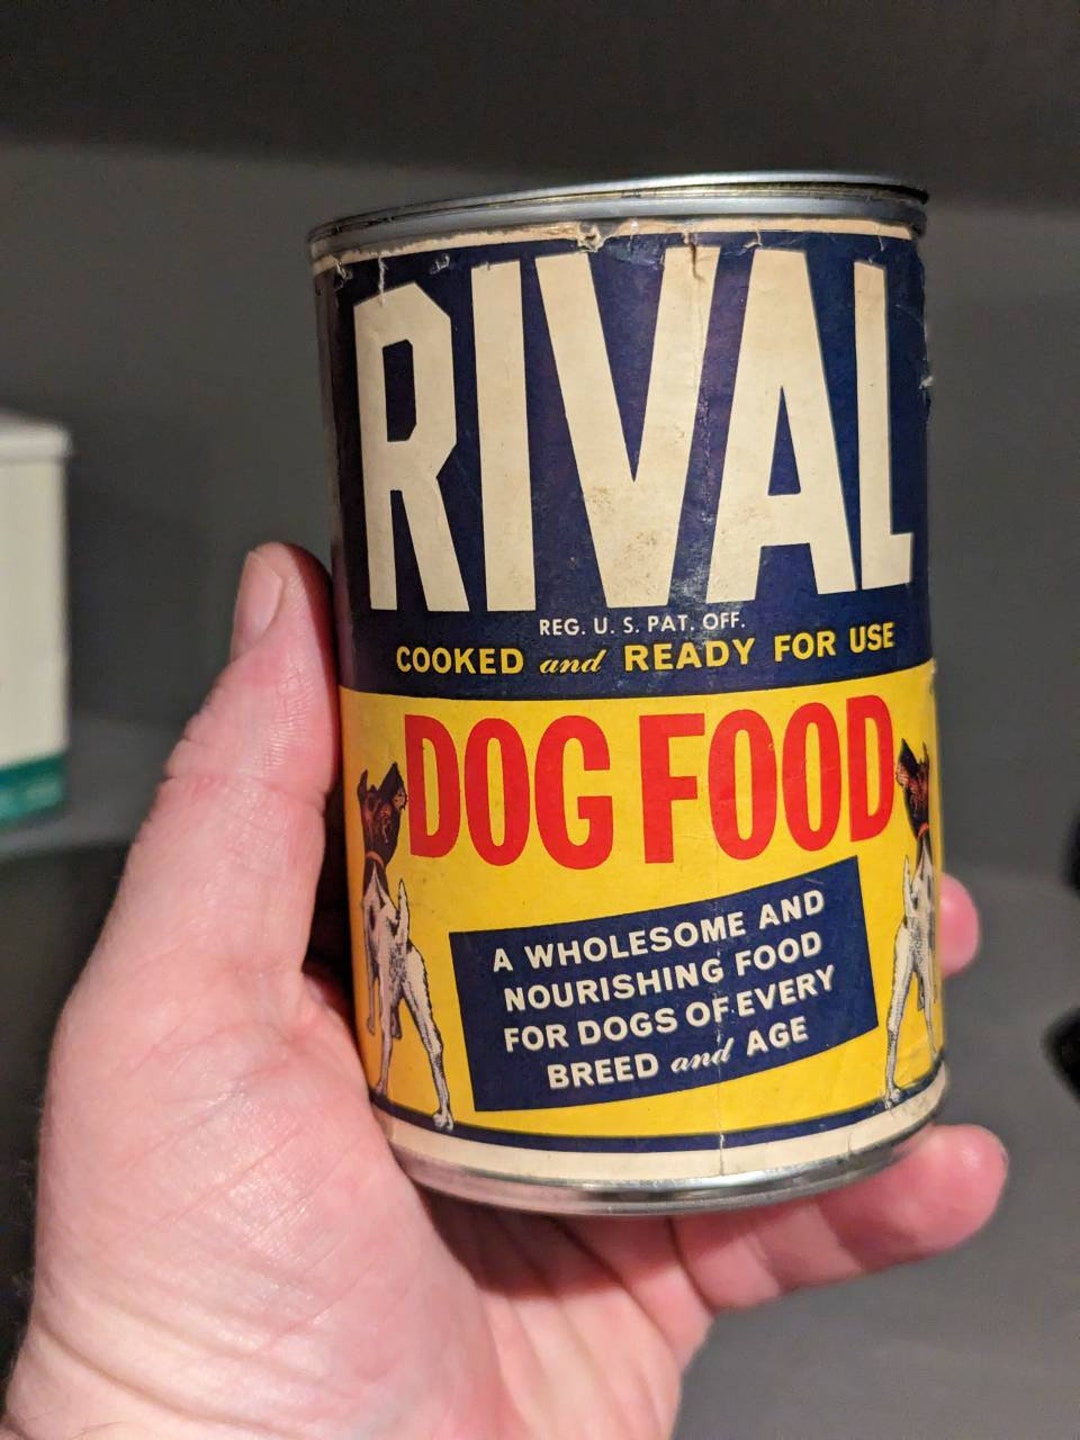 RIVAL
REG. U. S. PAT. OFF.
COOKED and READY FOR USE
DOG FOOD
A WHOLESOME AND
NOURISHING FOOD
FOR DOGS OF EVERY
BREED and AGE